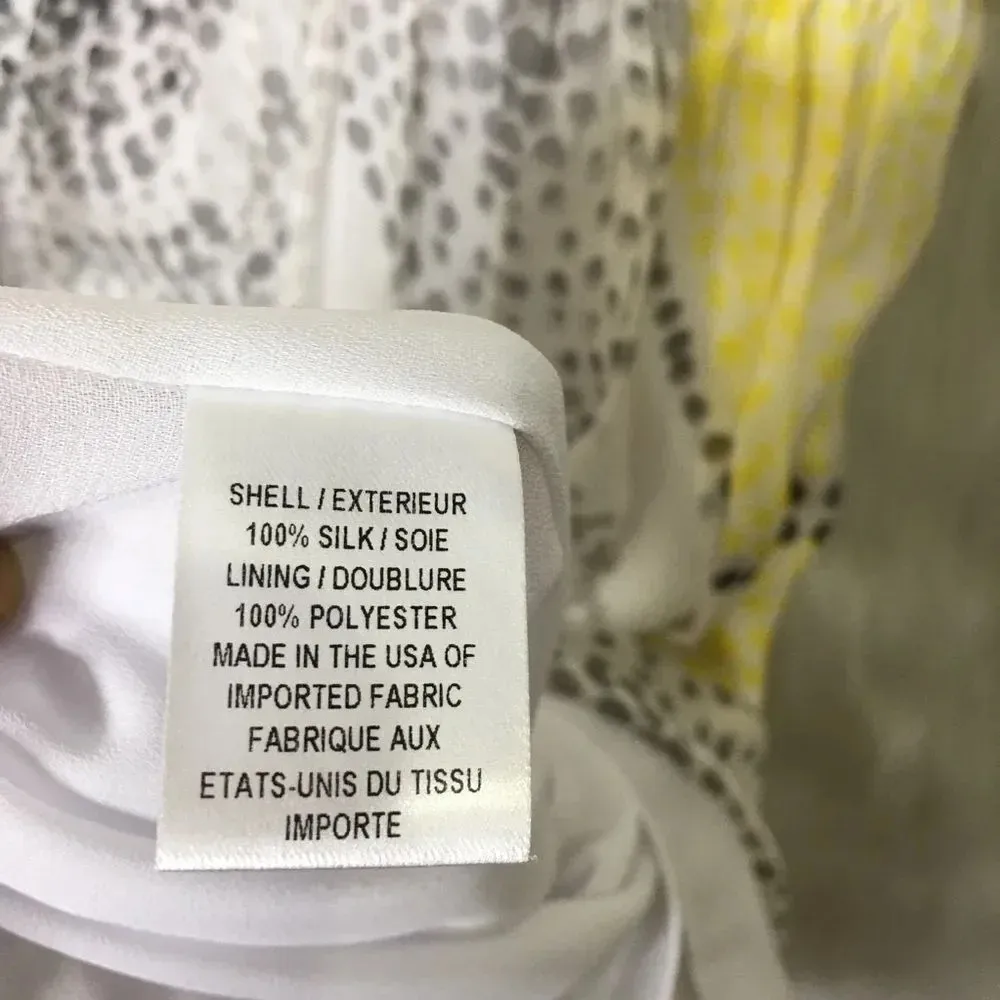 SHELL / EXTERIEUR
100% SILK / SOIE
LINING / DOUBLURE
100% POLYESTER
MADE IN THE USA OF
IMPORTED FABRIC
FABRIQUE AUX
ETATS-UNIS DU TISSU
IMPORTE